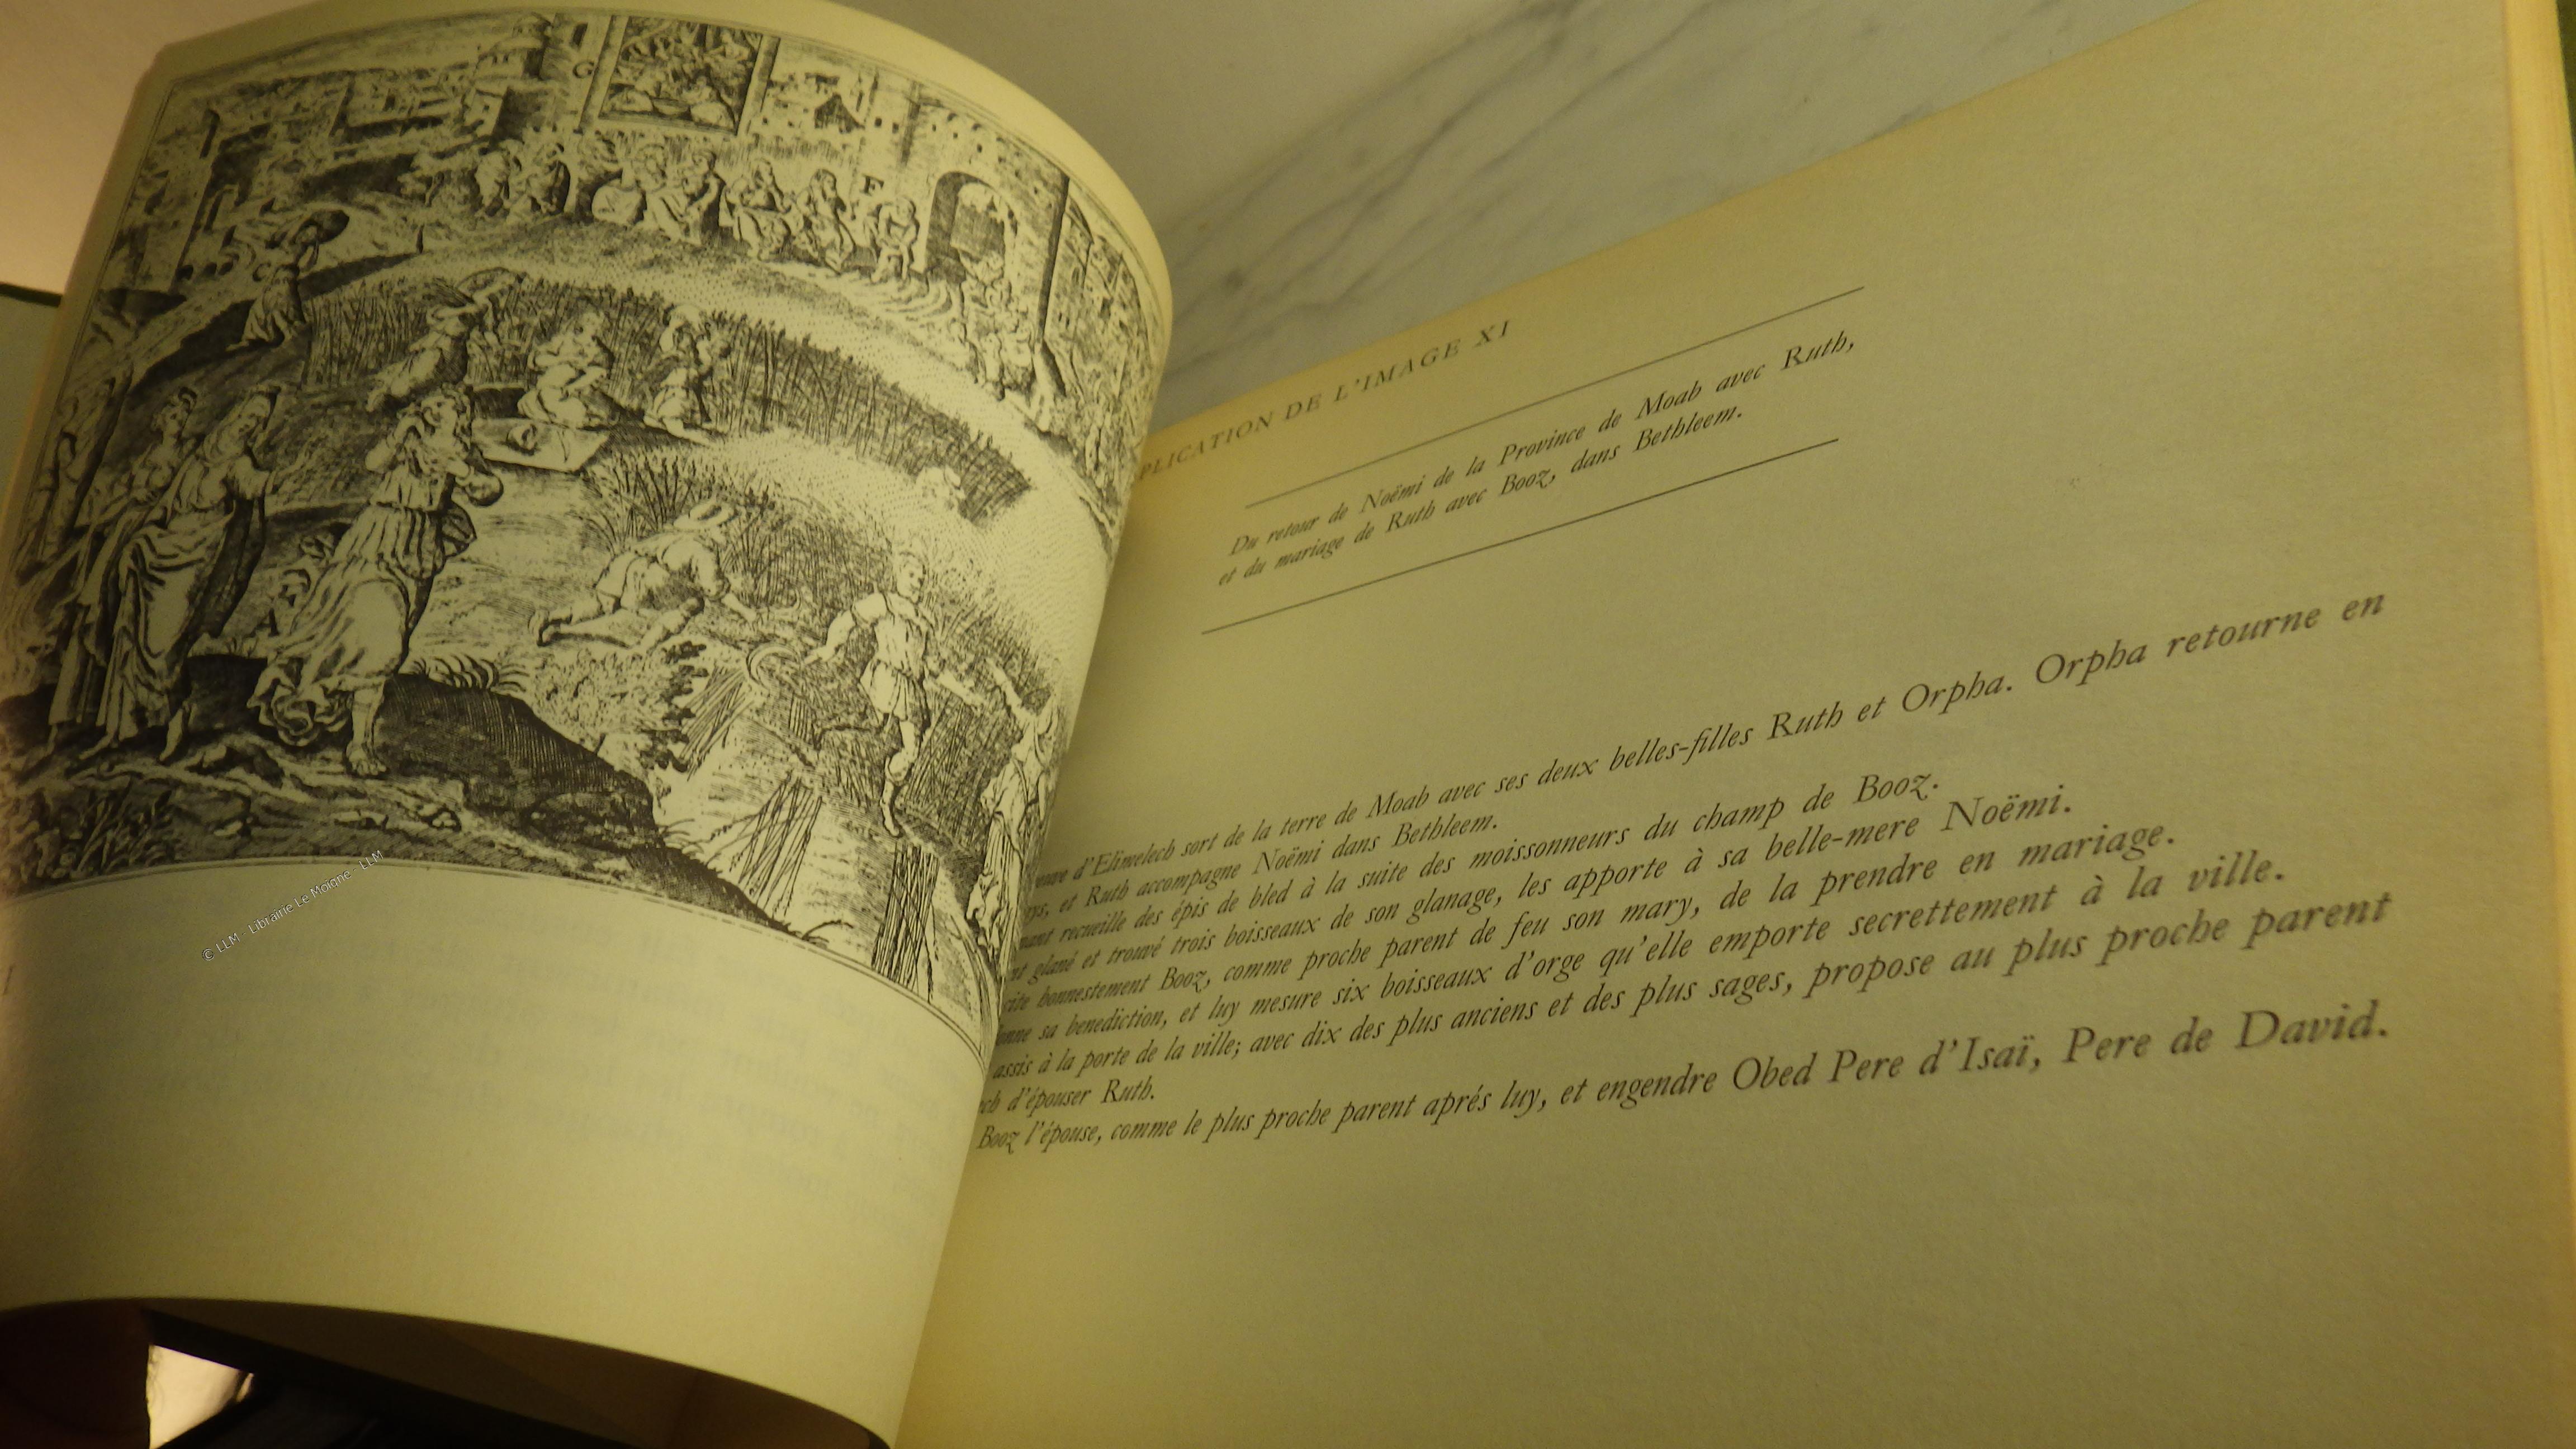 G
F
C
A
© LLM - Librairie Le Moigne - LLM
PLICATION DE L'IMAGE XI
Du retour de Noëmi de la Province de Moab avec Ruth,
et du mariage de Ruth avec Booz, dans Bethleem.
d'Elimelech sort de la terre de Moab avec ses deux belles-filles Ruth et Orpha. Orpha retourne en
et Ruth accompagne Noëmi dans Bethleem.
recueille des épis de bled à la suite des moissonneurs du champ de Booz.
glané et trouvé trois boisseaux de son glanage, les apporte à sa belle-mere Noëmi.
honnestement Booz, comme proche parent de feu son mary, de la prendre en mariage.
sa benediction, et luy mesure six boisseaux d'orge qu'elle emporte secrettement à la ville.
assis à la porte de la ville; avec dix des plus anciens et des plus sages, propose au plus proche parent
d'épouser Ruth.
Booz l'épouse, comme le plus proche parent aprés luy, et engendre Obed Pere d'Isaï, Pere de David.